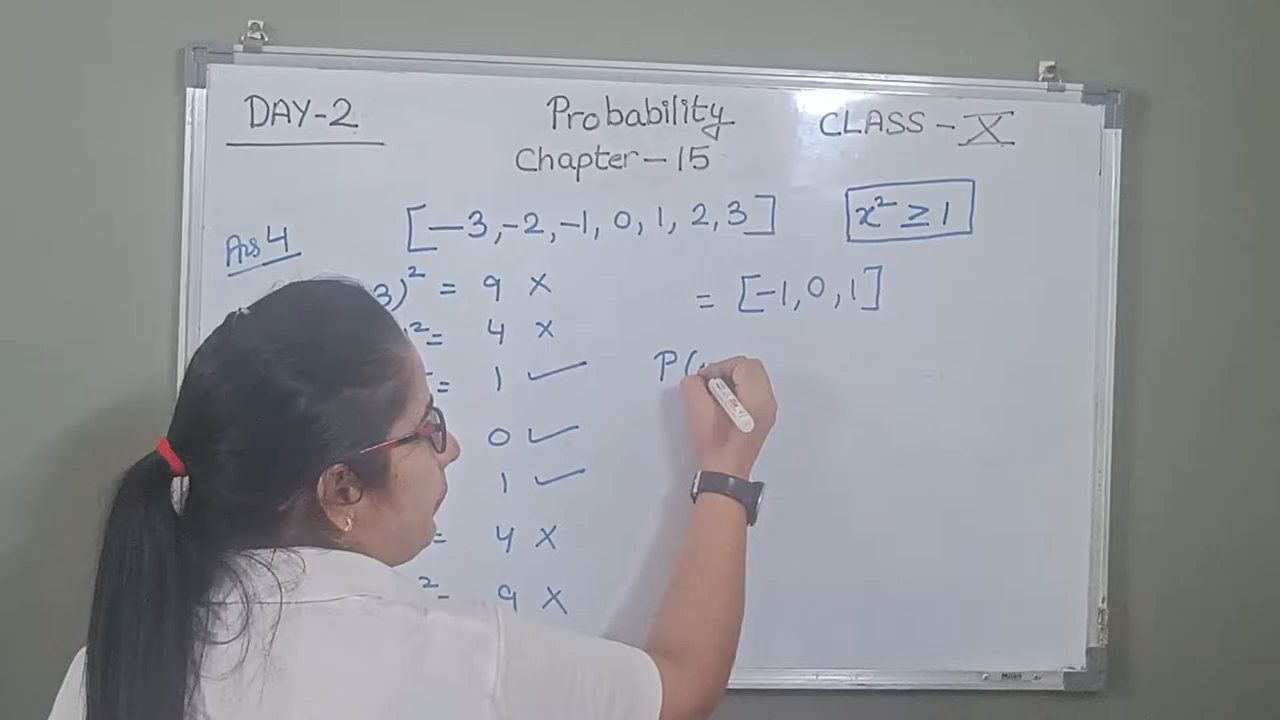 DAY-2
Probability
CLASS - X
Chapter - 15
Ans 4
[-3, -2, -1, 0, 1, 2, 3]
x² ≥ 1
3)² = 9 X
² = 4 X
= 1 ✓
0 ✓
1 ✓
= 4 X
² = 9 X
= [-1, 0, 1]
P(